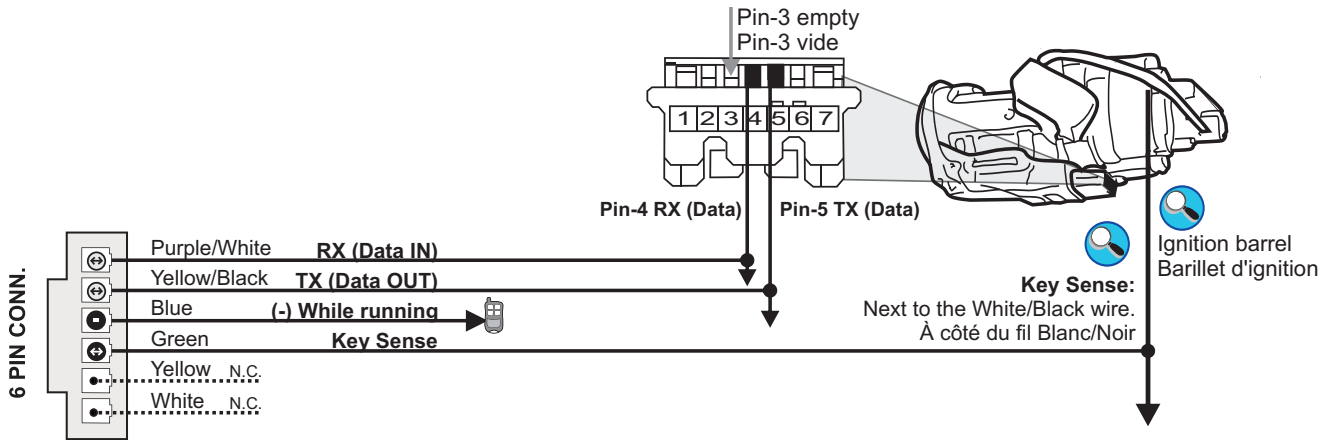 Pin-3 empty
Pin-3 vide
1 2 3 4 5 6 7
Pin-4 RX (Data)
Pin-5 TX (Data)
Ignition barrel
Barillet d'ignition
Key Sense:
Next to the White/Black wire.
À côté du fil Blanc/Noir
6 PIN CONN.
Purple/White RX (Data IN)
Yellow/Black TX (Data OUT)
Blue (-) While running
Green Key Sense
Yellow N.C.
White N.C.